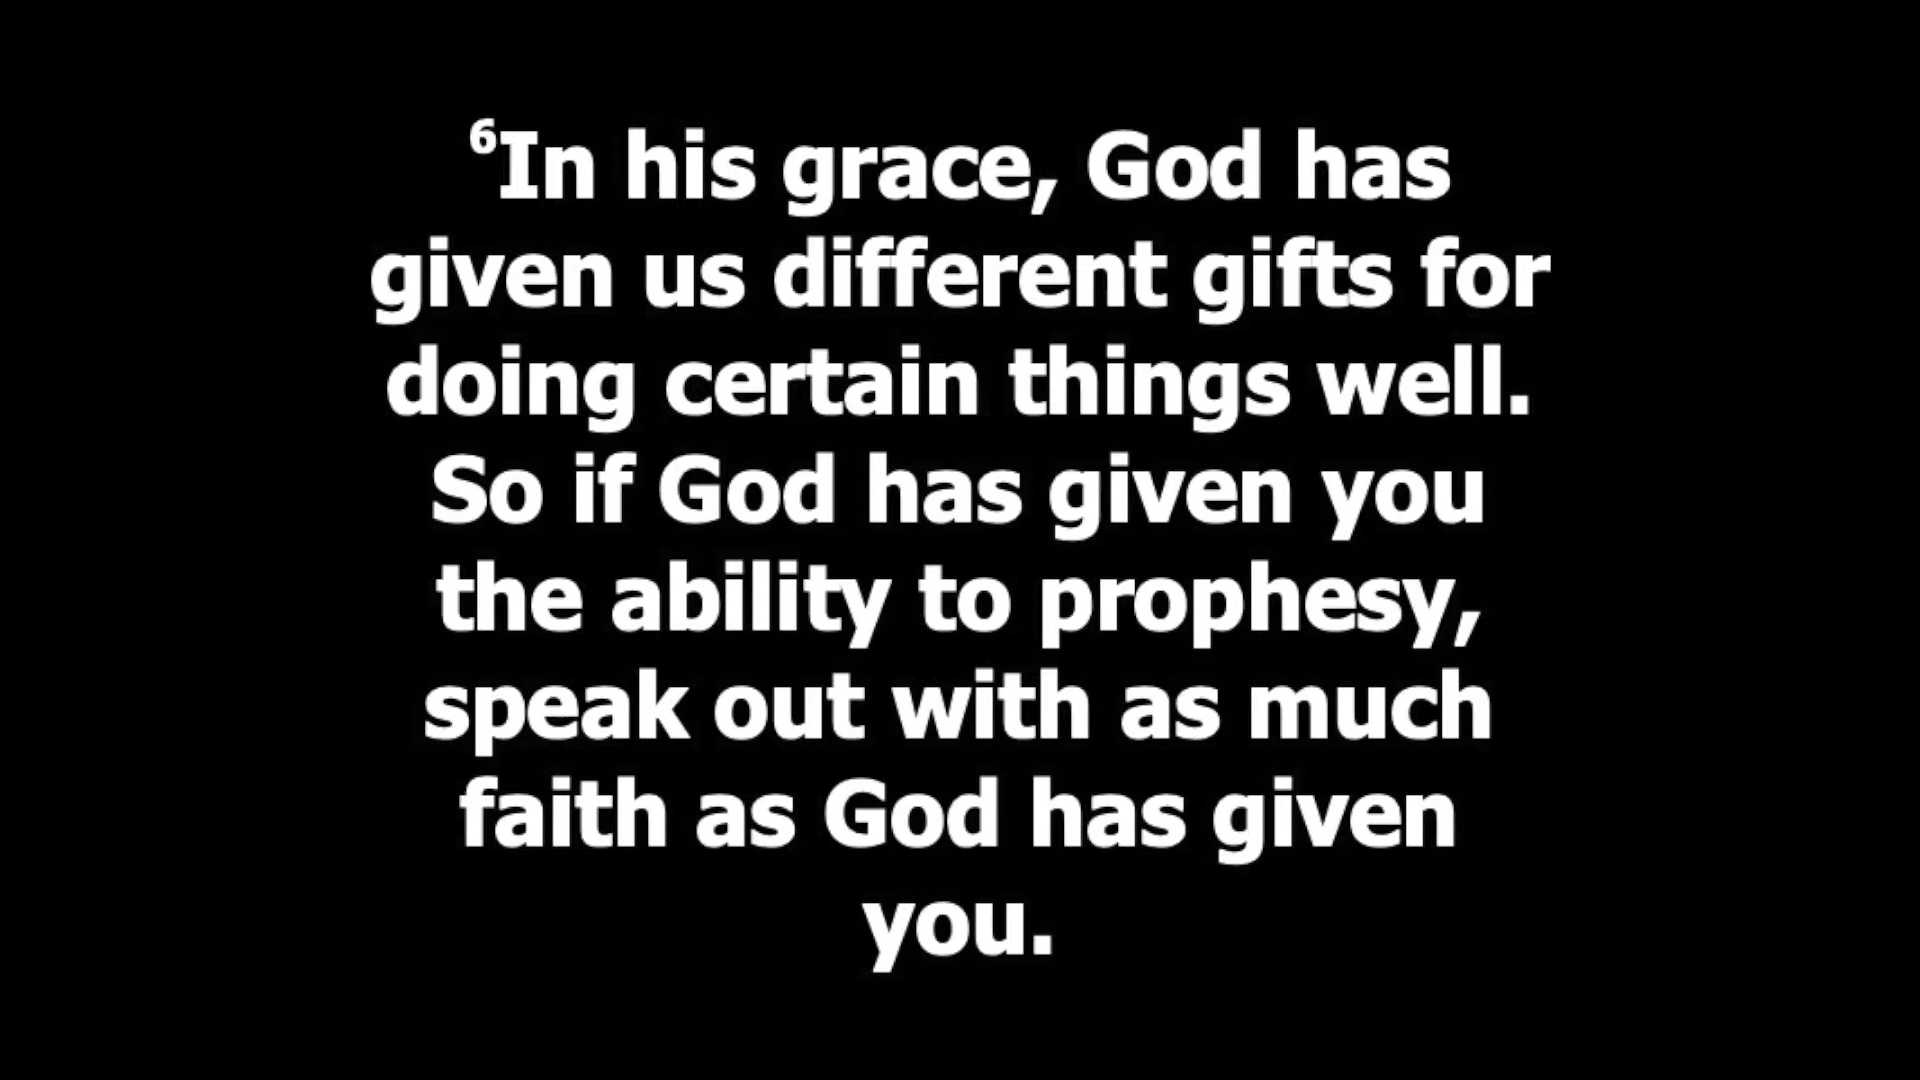 ⁶In his grace, God has
given us different gifts for
doing certain things well.
So if God has given you
the ability to prophesy,
speak out with as much
faith as God has given
you.